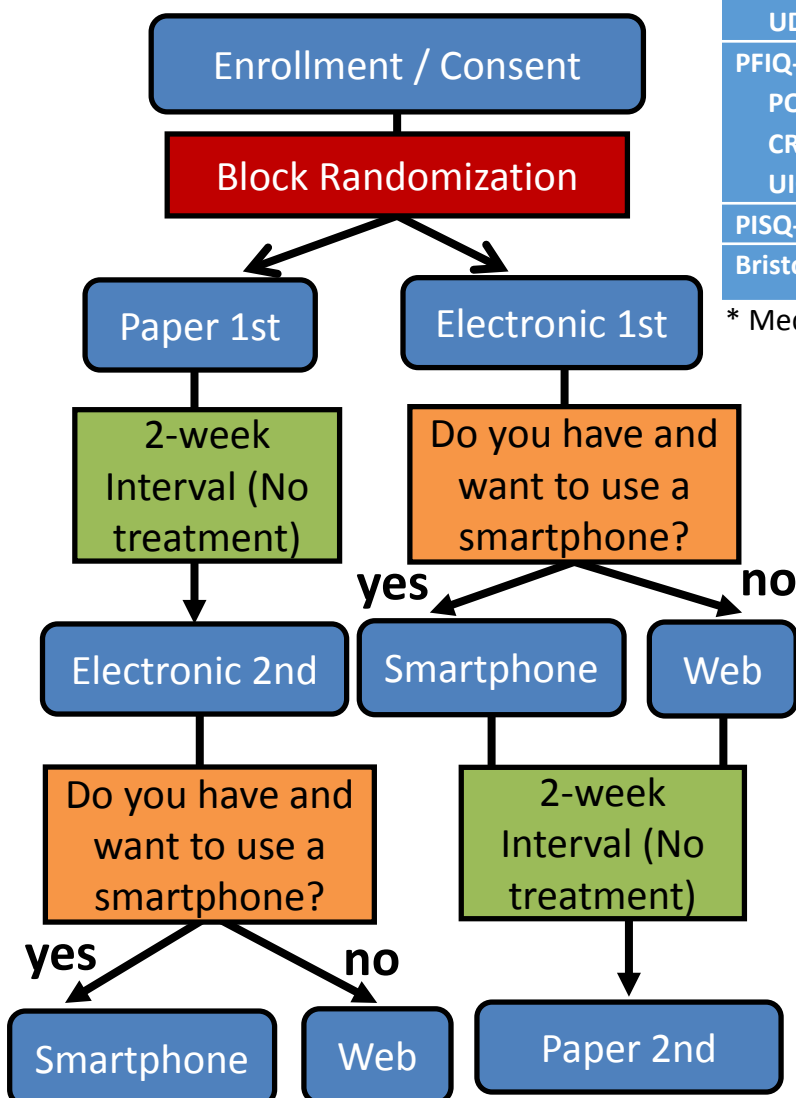 Enrollment / Consent
Block Randomization
Paper 1st
Electronic 1st
2-week
Interval (No
treatment)
Do you have and
want to use a
smartphone?
yes
no
Electronic 2nd
Smartphone
Web
Do you have and
want to use a
smartphone?
2-week
Interval (No
treatment)
yes
no
Smartphone
Web
Paper 2nd
PFIQ-
PISQ-